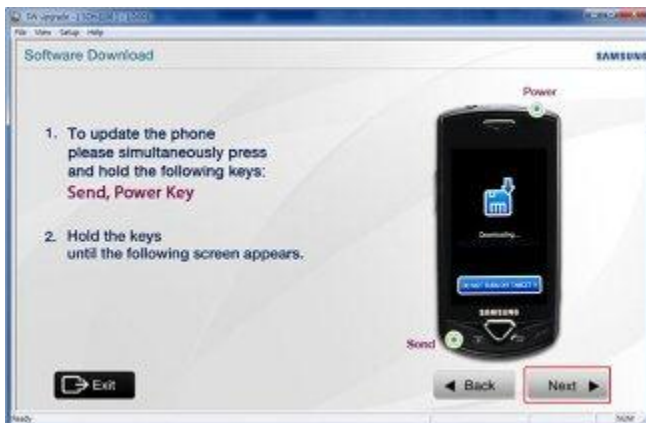 File View Setup Help
Software Download
SAMSUNG
Power
1. To update the phone
please simultaneously press
and hold the following keys:
Send, Power Key
2. Hold the keys
until the following screen appears.
Downloading...
SAMSUNG
Send
Exit
Back
Next
Ready
NUM